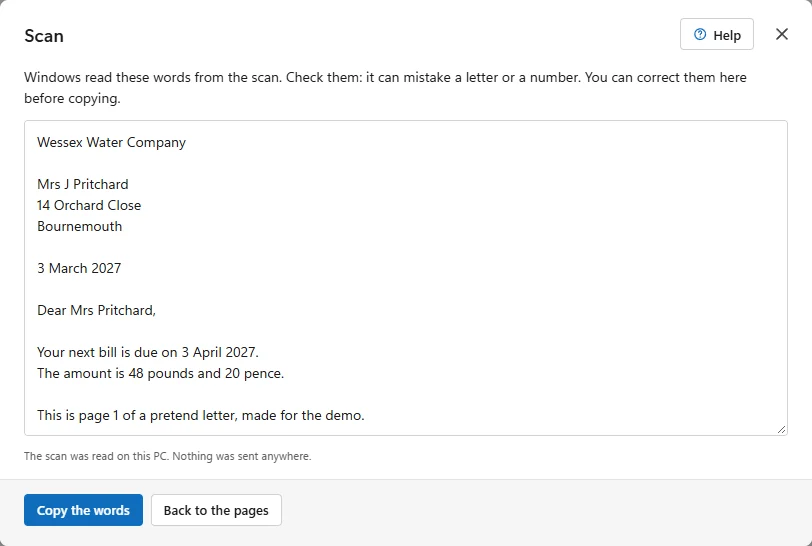 Scan
Help
Windows read these words from the scan. Check them: it can mistake a letter or a number. You can correct them here
before copying.
Wessex Water Company
Mrs J Pritchard
14 Orchard Close
Bournemouth
3 March 2027
Dear Mrs Pritchard,
Your next bill is due on 3 April 2027.
The amount is 48 pounds and 20 pence.
This is page 1 of a pretend letter, made for the demo.
The scan was read on this PC. Nothing was sent anywhere.
Copy the words
Back to the pages